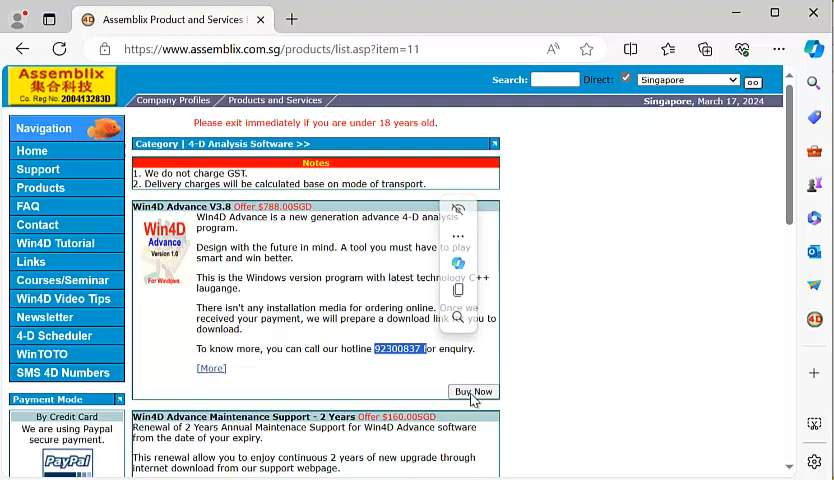 Assemblix Product and Services
https://www.assemblix.com.sg/products/list.asp?item=11
Assemblix
集合科技
Co. Reg No: 200413283D
Search:
Direct:
Singapore
Company Profiles
Products and Services
Singapore, March 17, 2024
Please exit immediately if you are under 18 years old.
Navigation
Home
Support
Products
FAQ
Contact
Win4D Tutorial
Links
Courses/Seminar
Win4D Video Tips
Newsletter
4-D Scheduler
WinTOTO
SMS 4D Numbers
Payment Mode
By Credit Card
We are using Paypal
secure payment.
PayPal
Category | 4-D Analysis Software >>
Notes
1. We do not charge GST.
2. Delivery charges will be calculated base on mode of transport.
Win4D Advance V3.8 Offer $788.00SGD
Win4D
Advance
Version 1.0
For Windows
Win4D Advance is a new generation advance 4-D analysis
program.
Design with the future in mind. A tool you must have to play
smart and win better.
This is the Windows version program with latest technology C++
laugange.
There isn't any installation media for ordering online. Once we
received your payment, we will prepare a download link to you to
download.
To know more, you can call our hotline 92300837 for enquiry.
[More]
Buy Now
Win4D Advance Maintenance Support - 2 Years Offer $160.00SGD
Renewal of 2 Years Annual Maintenance Support for Win4D Advance software
from the date of your expiry.
This renewal allow you to enjoy continuous 2 years of new upgrade through
internet download from our support webpage.